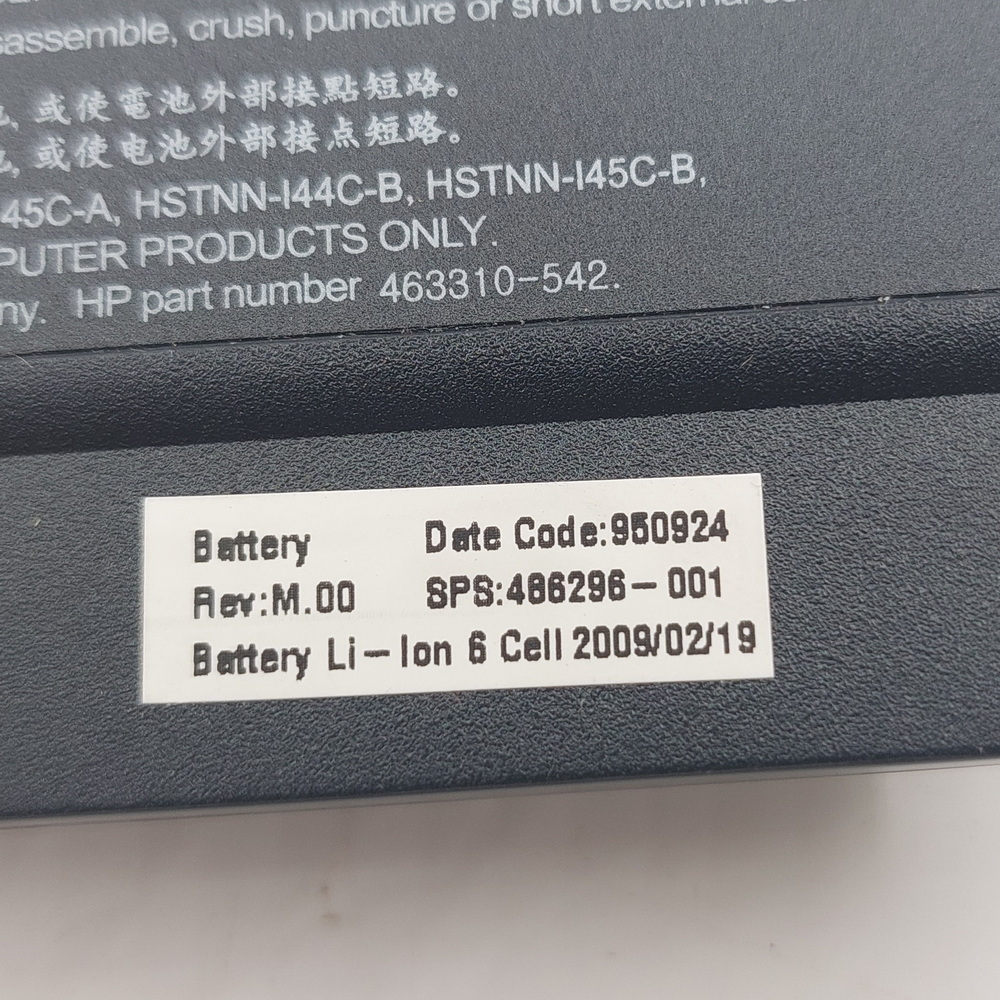 assemble, crush, puncture or short external
, 或使電池外部接點短路。
, 或使电池外部接点短路。
45C-A, HSTNN-I44C-B, HSTNN-I45C-B,
PUTER PRODUCTS ONLY.
ny. HP part number 463310-542.
Battery Date Code:950924
Rev:M.00 SPS:486296-001
Battery Li-Ion 6 Cell 2009/02/19